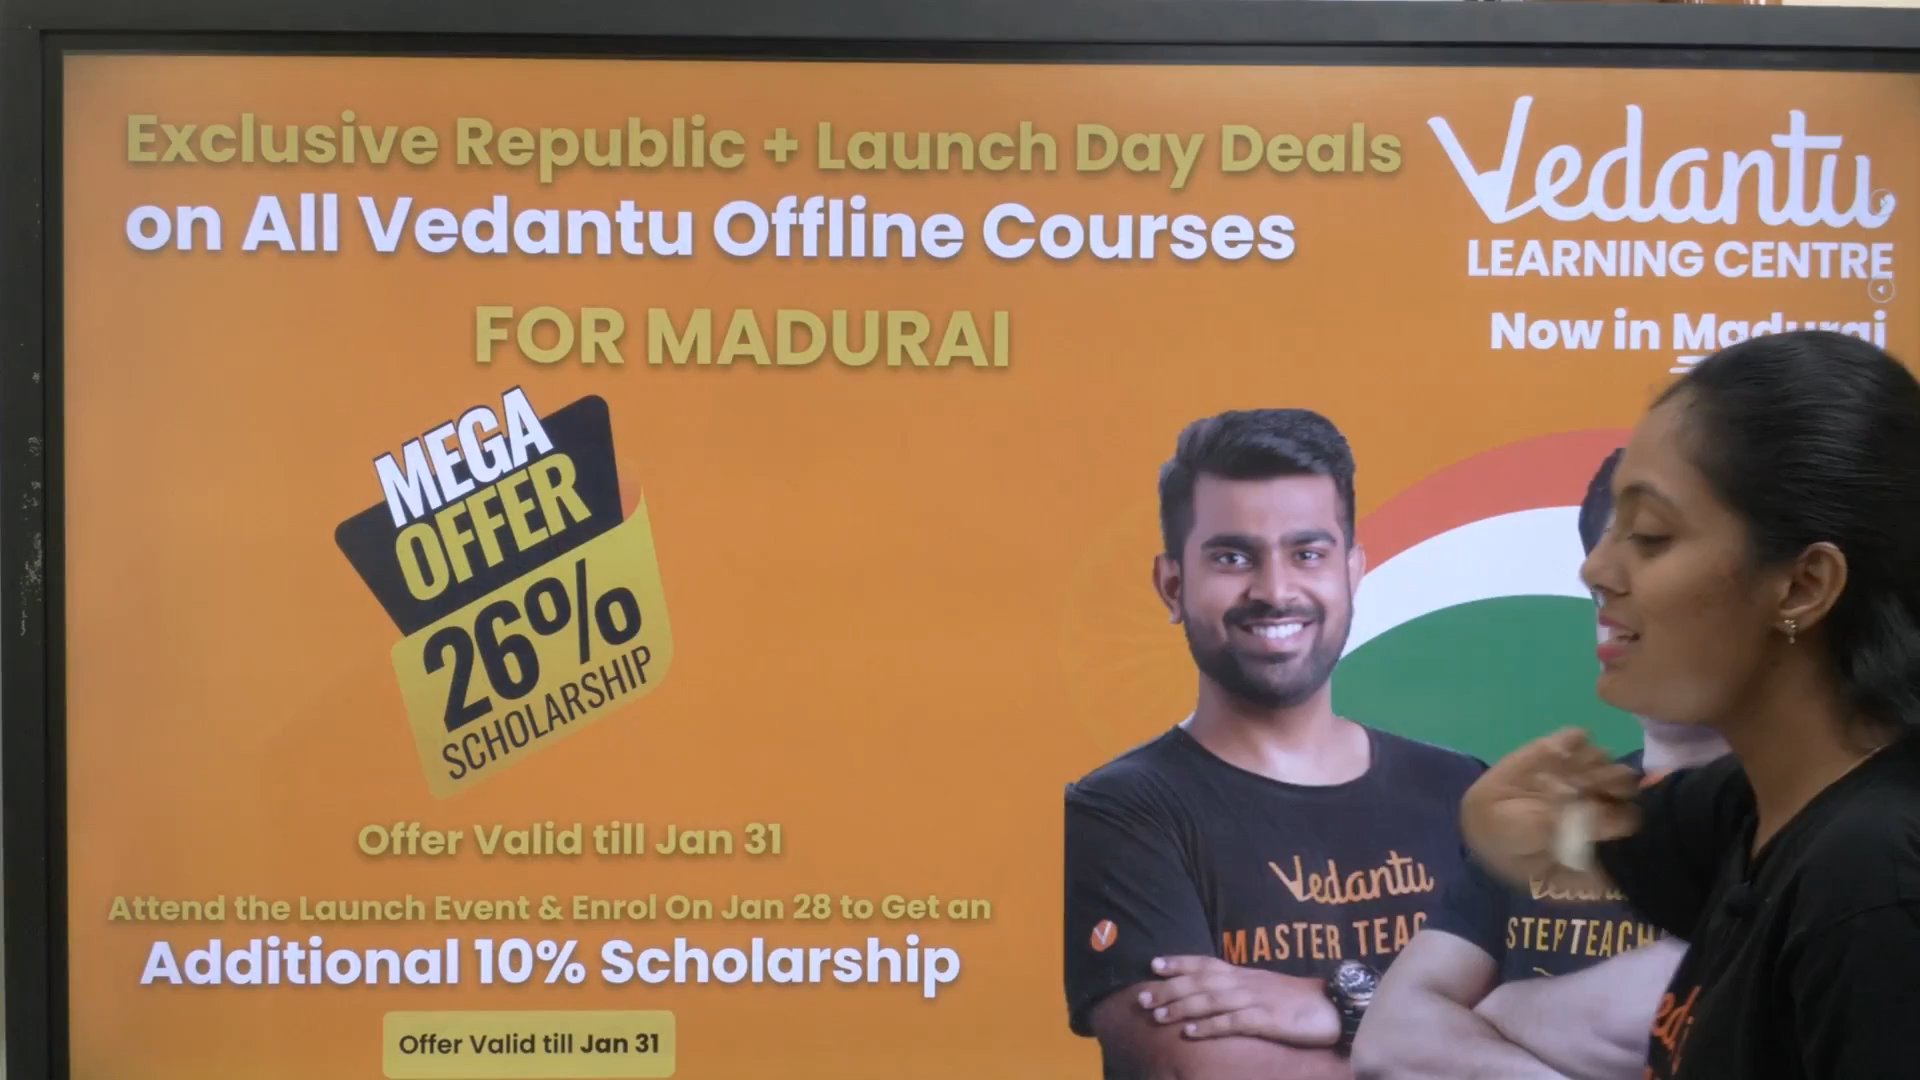 Exclusive Republic + Launch Day Deals
on All Vedantu Offline Courses
FOR MADURAI
Vedantu
LEARNING CENTRE
Now in Madurai
MEGA
OFFER
26%
SCHOLARSHIP
Offer Valid till Jan 31
Attend the Launch Event & Enrol On Jan 28 to Get an
Additional 10% Scholarship
Offer Valid till Jan 31
Vedantu
MASTER